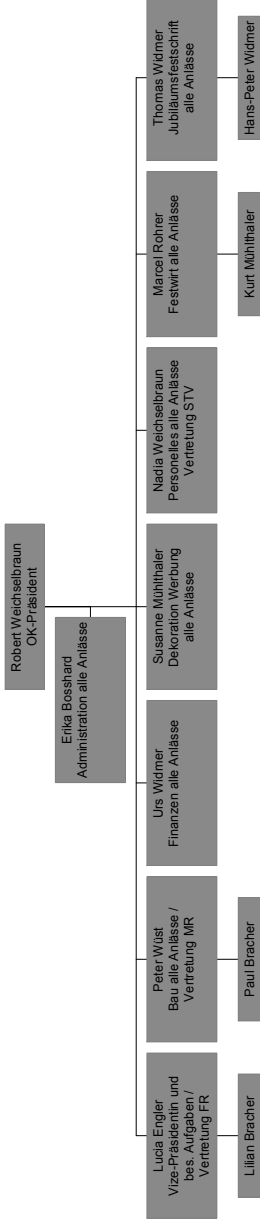 Robert Weichselbraun
OK-Präsident
Erika Bosshard
Administration alle Anlässe
Lucia Engler
Vize-Präsidentin und
bes. Aufgaben /
Vertretung FR
Peter Wüst
Bau alle Anlässe /
Vertretung MR
Urs Widmer
Finanzen alle Anlässe
Susanne Mühlthaler
Dekoration Werbung
alle Anlässe
Nadia Weichselbraun
Personelles alle Anlässe
Vertretung STV
Marcel Rohrer
Festwirt alle Anlässe
Thomas Widmer
Jubiläumsfestschrift
alle Anlässe
Lilian Bracher
Paul Bracher
Kurt Mühlthaler
Hans-Peter Widmer